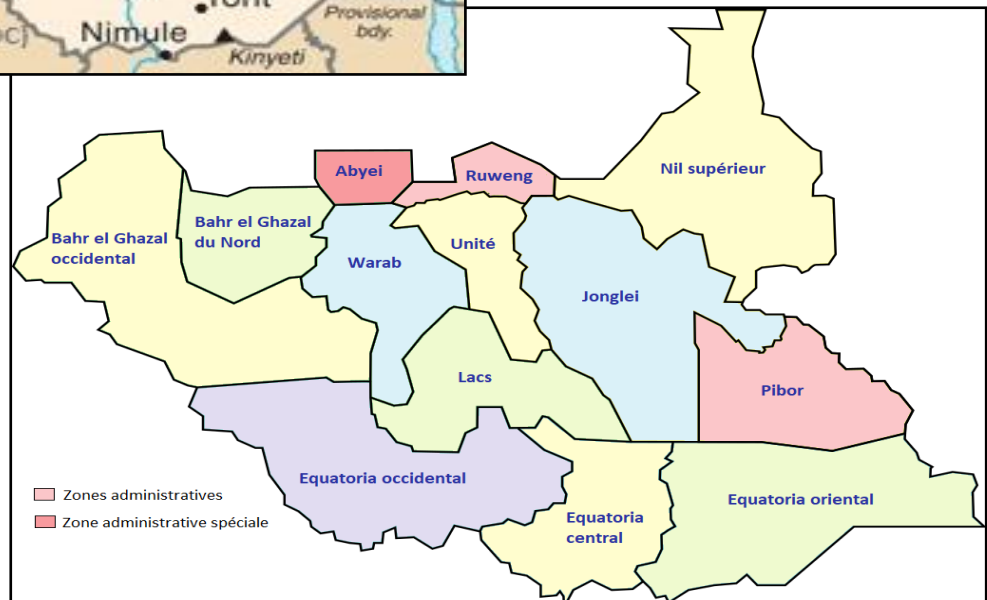 Provisional
bdy.
Nimule
Kinyeti
Nil supérieur
Abyei
Ruweng
Bahr el Ghazal
du Nord
Bahr el Ghazal
occidental
Unité
Warab
Jonglei
Lacs
Pibor
Equatoria occidental
Equatoria oriental
Equatoria
central
Zones administratives
Zone administrative spéciale